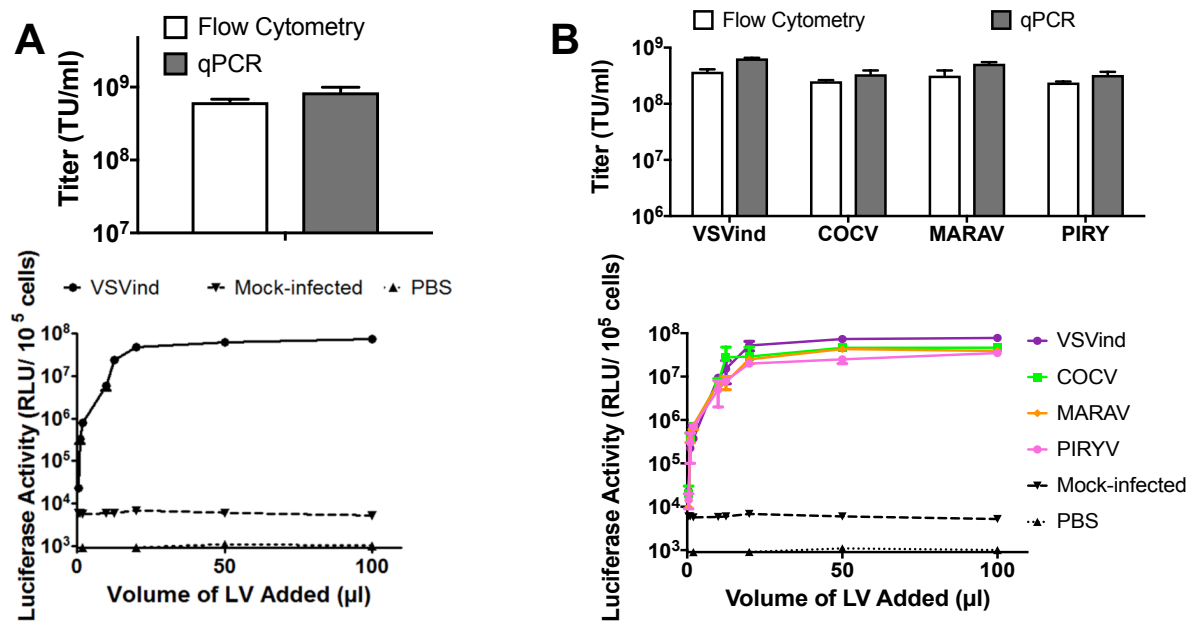 A
Flow Cytometry
qPCR
Titer (TU/ml)
10⁹
10⁸
10⁷
VSVind
Mock-infected
PBS
Luciferase Activity (RLU/ 10⁵ cells)
10⁸
10⁷
10⁶
10⁵
10⁴
10³
0
50
100
Volume of LV Added (µl)
B
Flow Cytometry
qPCR
Titer (TU/ml)
10⁹
10⁸
10⁷
10⁶
VSVind
COCV
MARAV
PIRY
Luciferase Activity (RLU/ 10⁵ cells)
10⁸
10⁷
10⁶
10⁵
10⁴
10³
0
50
100
Volume of LV Added (µl)
VSVind
COCV
MARAV
PIRYV
Mock-infected
PBS